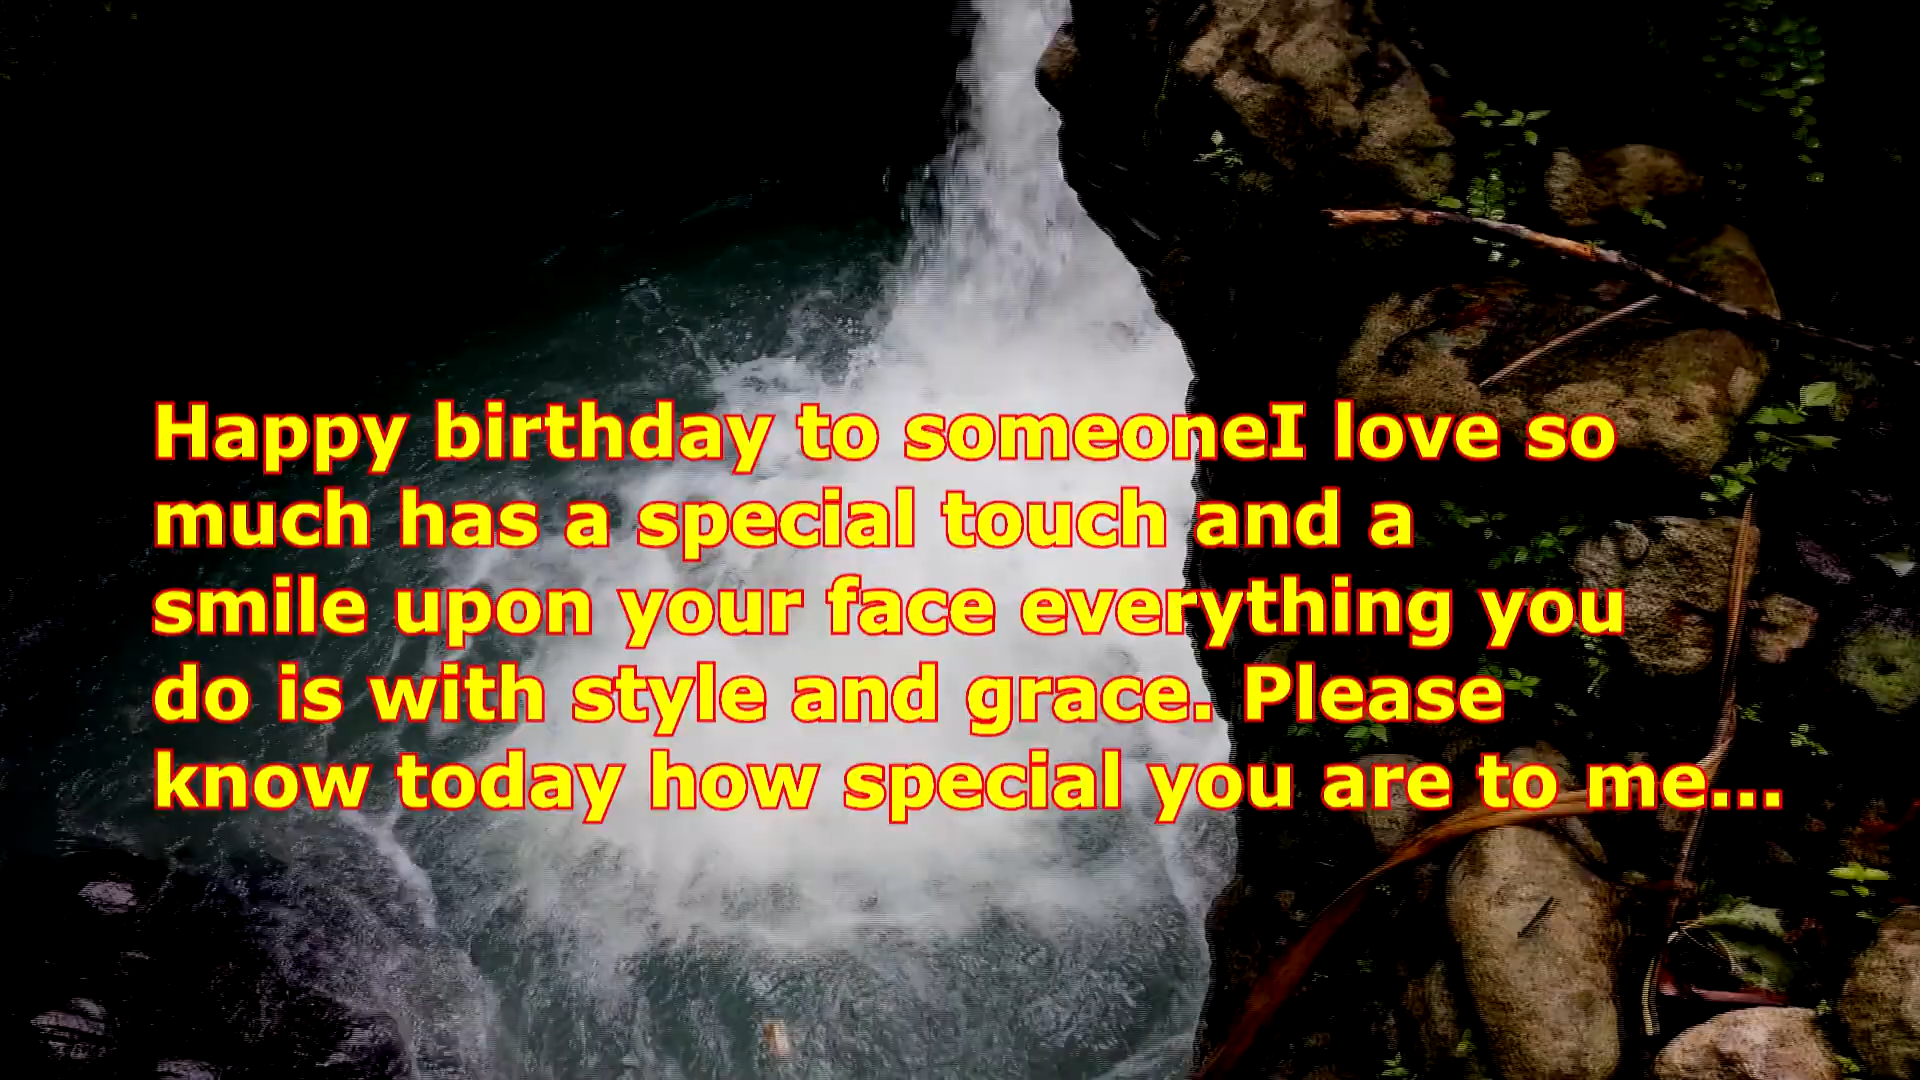 Happy birthday to someoneI love so
much has a special touch and a
smile upon your face everything you
do is with style and grace. Please
know today how special you are to me...